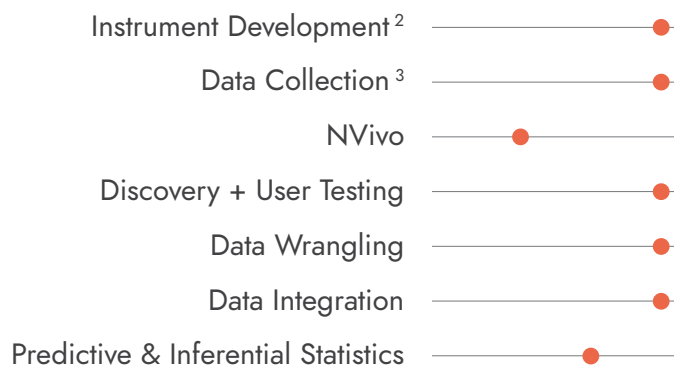 Instrument Development ²
Data Collection ³
NVivo
Discovery + User Testing
Data Wrangling
Data Integration
Predictive & Inferential Statistics